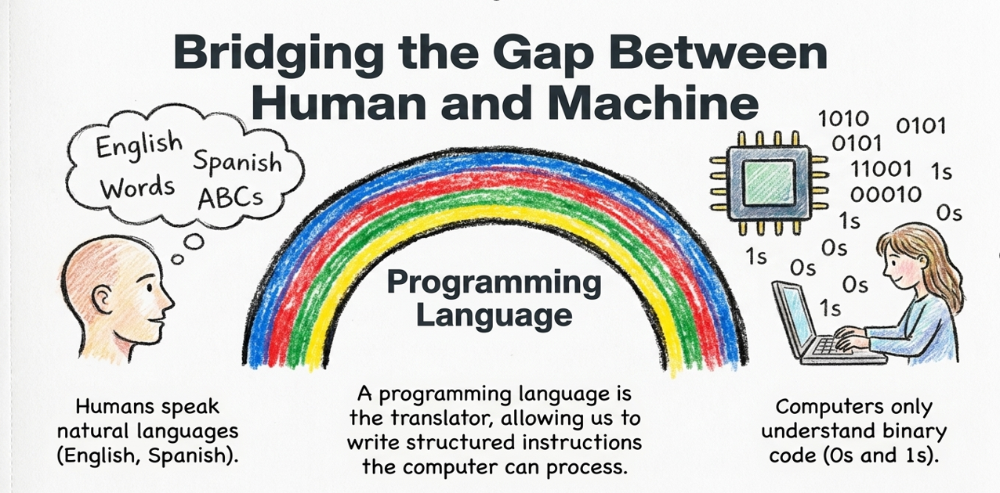 Bridging the Gap Between
Human and Machine
English
Spanish
Words
ABCs
1010
0101
0101
11001
1s
00010
1s
0s
1s
0s
0s
0s
1s
Programming
Language
Humans speak
natural languages
(English, Spanish).
A programming language is
the translator, allowing us to
write structured instructions
the computer can process.
Computers only
understand binary
code (0s and 1s).